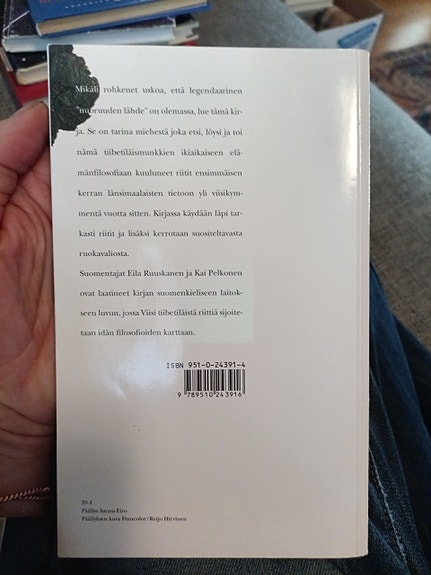 Mikäli rohkenet uskoa, että legendaarinen
"nuoruuden lähde" on olemassa, lue tämä kir-
ja. Se on tarina miehestä joka etsi, löysi ja toi
nämä tiibetiläismunkkien ikiaikaiseen elä-
mänfilosofiaan kuuluneet riitit ensimmäisen
kerran länsimaalaisten tietoon yli viisikym-
mentä vuotta sitten. Kirjassa käydään läpi tar-
kasti riitit ja lisäksi kerrotaan suositeltavasta
ruokavaliosta.
Suomentajat Eila Ruuskanen ja Kai Pelkonen
ovat laatineet kirjan suomenkieliseen laitok-
seen luvun, jossa Viisi tiibetiläistä riittiä sijoite-
taan idän filosofioiden karttaan.
ISBN 951-0-24391-4
9 789510 243916
59.4
Päällys Sanna Eiro
Päällyksen kuva Finncolor/Reijo Hirvinen